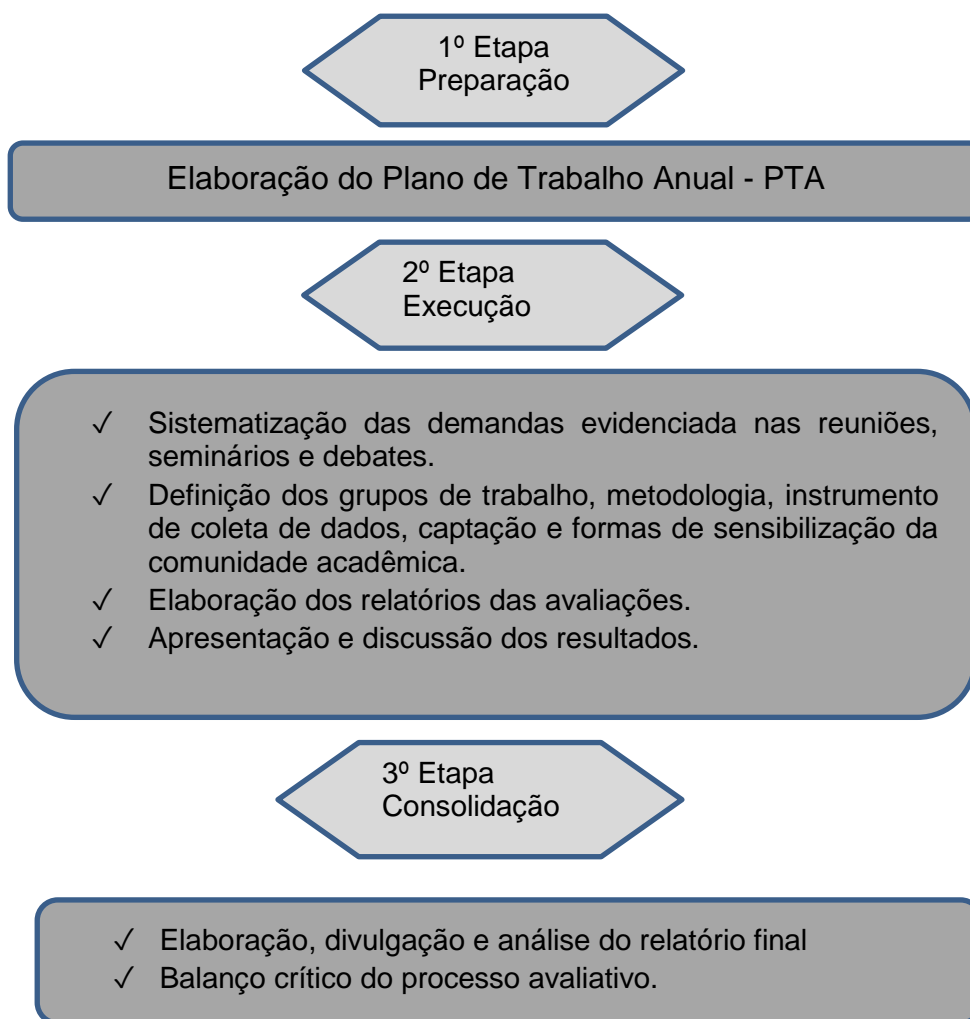 1º Etapa
Preparação
Elaboração do Plano de Trabalho Anual - PTA
2º Etapa
Execução
✓ Sistematização das demandas evidenciada nas reuniões,
seminários e debates.
✓ Definição dos grupos de trabalho, metodologia, instrumento
de coleta de dados, captação e formas de sensibilização da
comunidade acadêmica.
✓ Elaboração dos relatórios das avaliações.
✓ Apresentação e discussão dos resultados.
3º Etapa
Consolidação
✓ Elaboração, divulgação e análise do relatório final
✓ Balanço crítico do processo avaliativo.